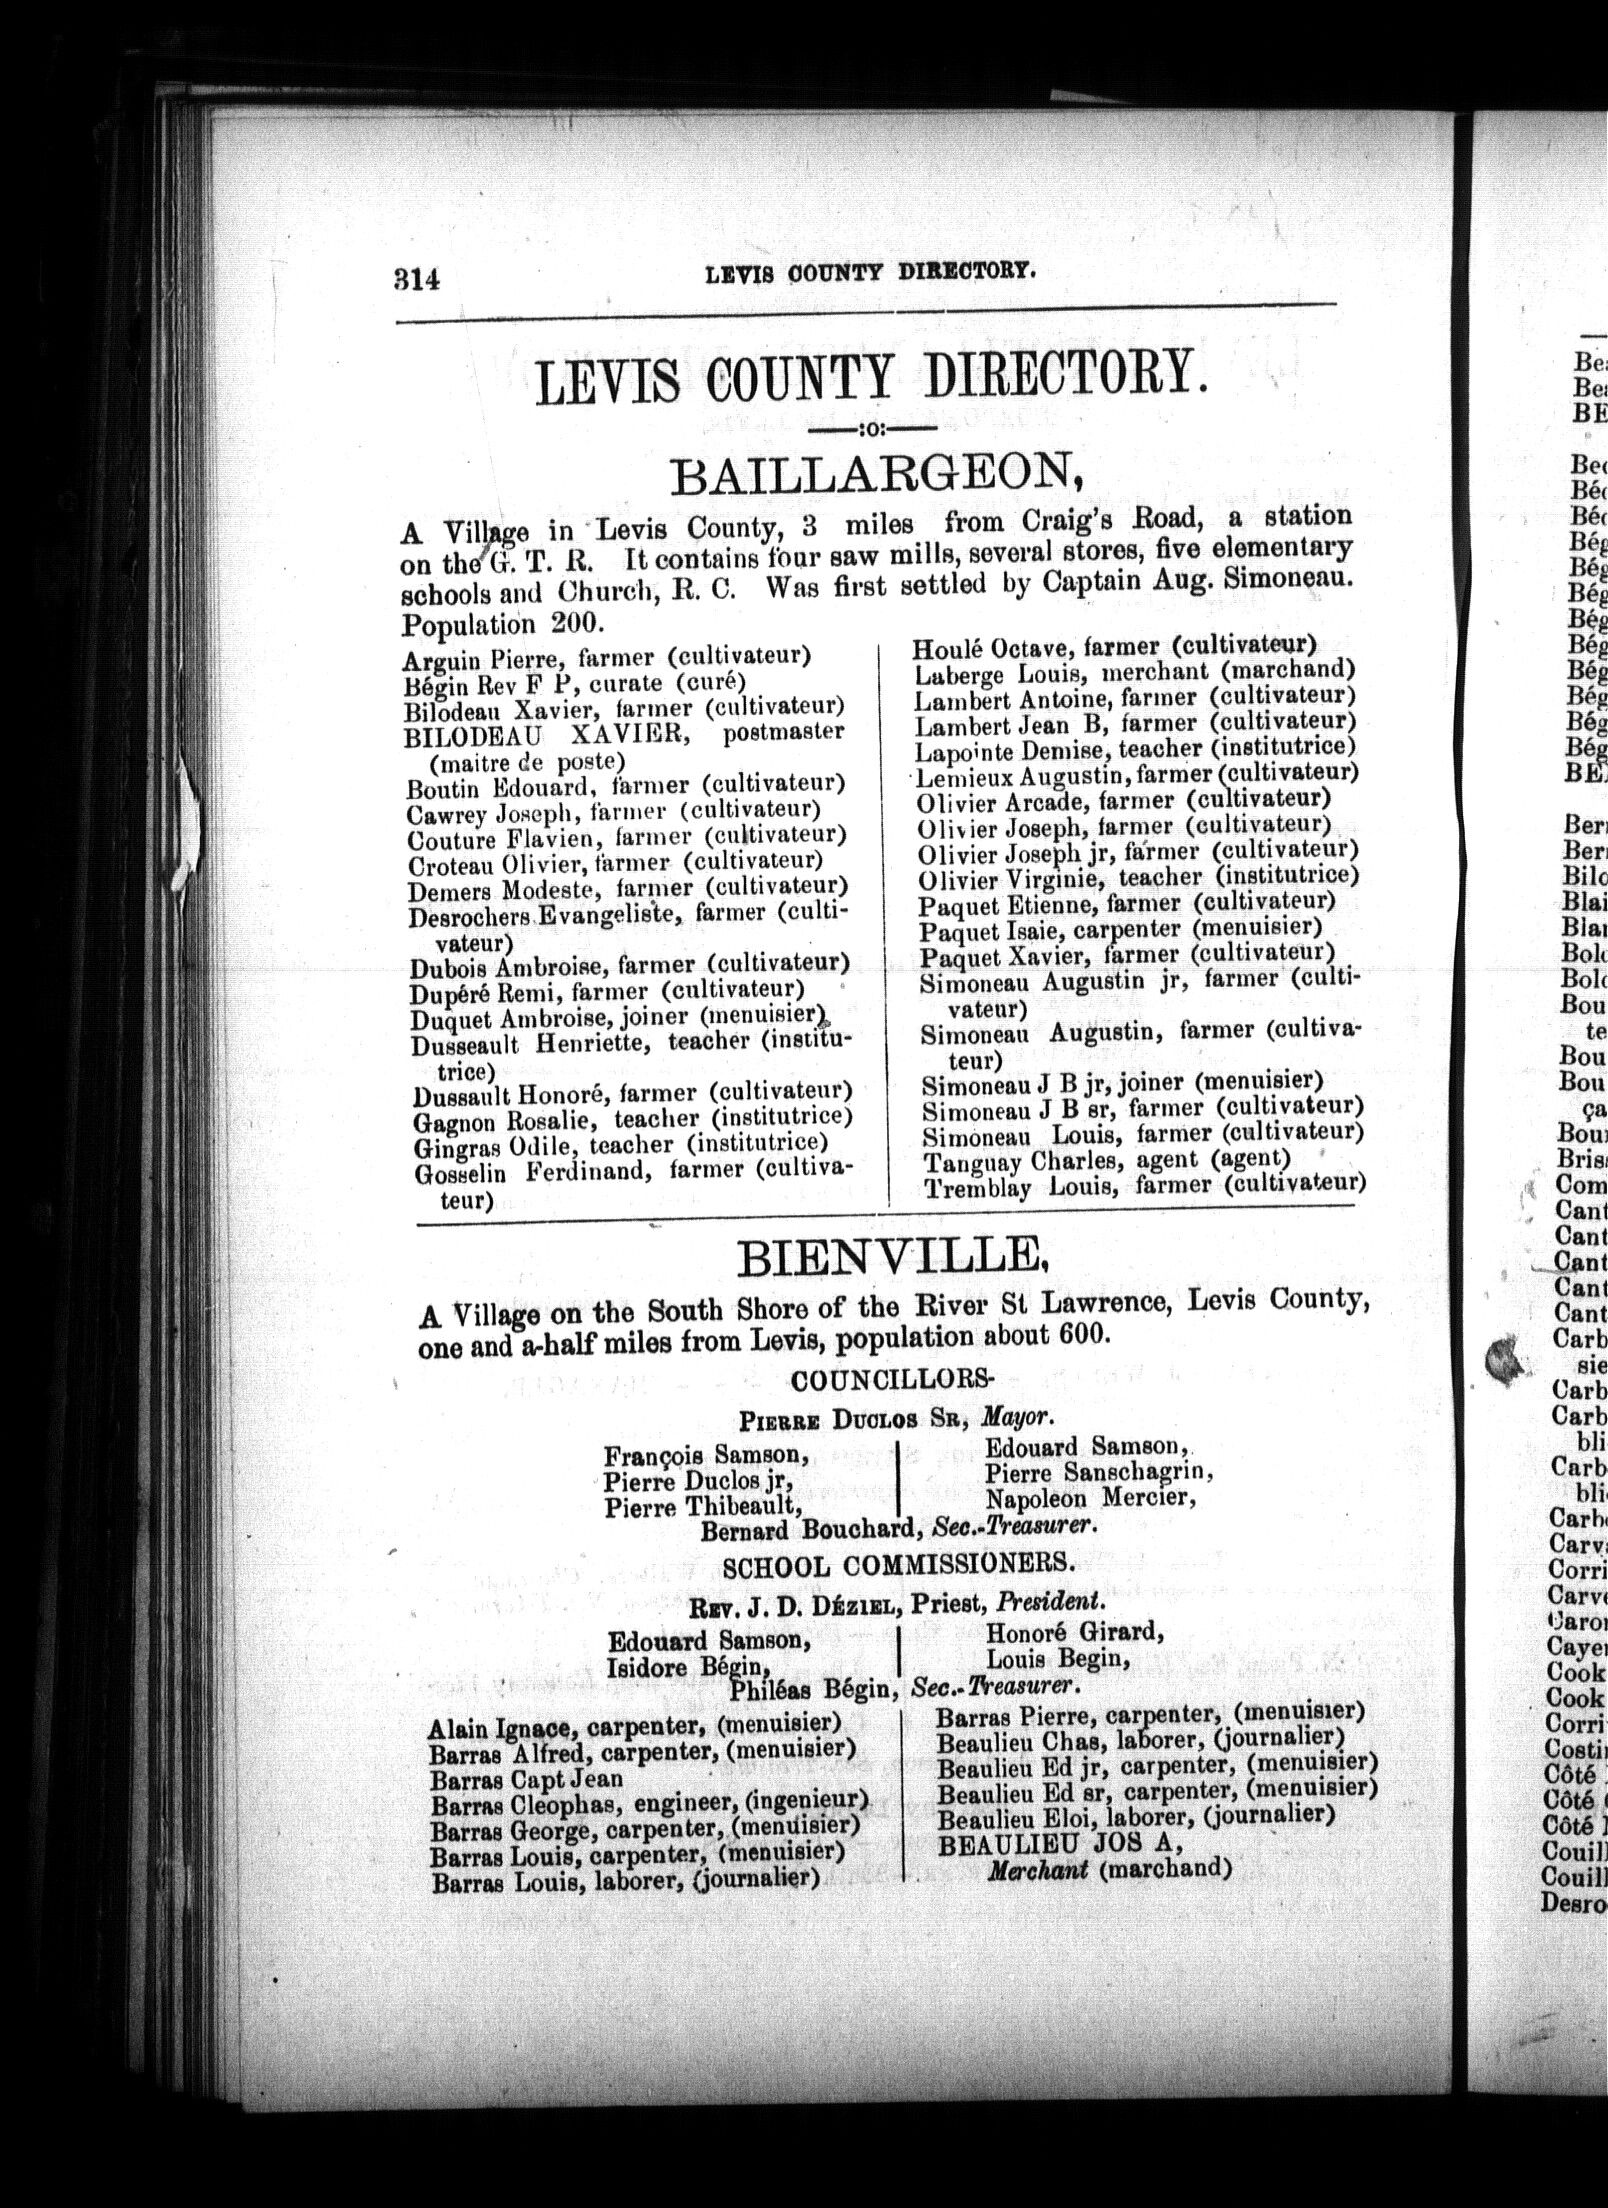 314
LEVIS COUNTY DIRECTORY.
LEVIS COUNTY DIRECTORY.
——:o:——
BAILLARGEON,
A Village in Levis County, 3 miles from Craig's Road, a station
on the G. T. R. It contains four saw mills, several stores, five elementary
schools and Church, R. C. Was first settled by Captain Aug. Simoneau.
Population 200.
Arguin Pierre, farmer (cultivateur)
Bégin Rev F P, curate (curé)
Bilodeau Xavier, farmer (cultivateur)
BILODEAU XAVIER, postmaster
(maitre de poste)
Boutin Edouard, farmer (cultivateur)
Cawrey Joseph, farmer (cultivateur)
Couture Flavien, farmer (cultivateur)
Croteau Olivier, farmer (cultivateur)
Demers Modeste, farmer (cultivateur)
Desrochers Evangeliste, farmer (culti-
vateur)
Dubois Ambroise, farmer (cultivateur)
Dupéré Remi, farmer (cultivateur)
Duquet Ambroise, joiner (menuisier)
Dusseault Henriette, teacher (institu-
trice)
Dussault Honoré, farmer (cultivateur)
Gagnon Rosalie, teacher (institutrice)
Gingras Odile, teacher (institutrice)
Gosselin Ferdinand, farmer (cultiva-
teur)
Houlé Octave, farmer (cultivateur)
Laberge Louis, merchant (marchand)
Lambert Antoine, farmer (cultivateur)
Lambert Jean B, farmer (cultivateur)
Lapointe Demise, teacher (institutrice)
Lemieux Augustin, farmer (cultivateur)
Olivier Arcade, farmer (cultivateur)
Olivier Joseph, farmer (cultivateur)
Olivier Joseph jr, farmer (cultivateur)
Olivier Virginie, teacher (institutrice)
Paquet Etienne, farmer (cultivateur)
Paquet Isaie, carpenter (menuisier)
Paquet Xavier, farmer (cultivateur)
Simoneau Augustin jr, farmer (culti-
vateur)
Simoneau Augustin, farmer (cultiva-
teur)
Simoneau J B jr, joiner (menuisier)
Simoneau J B sr, farmer (cultivateur)
Simoneau Louis, farmer (cultivateur)
Tanguay Charles, agent (agent)
Tremblay Louis, farmer (cultivateur)
BIENVILLE,
A Village on the South Shore of the River St Lawrence, Levis County,
one and a-half miles from Levis, population about 600.
COUNCILLORS-
PIERRE DUCLOS SR, Mayor.
François Samson,
Pierre Duclos jr,
Pierre Thibeault,
Edouard Samson,
Pierre Sanschagrin,
Napoleon Mercier,
Bernard Bouchard, Sec.-Treasurer.
SCHOOL COMMISSIONERS.
REV. J. D. DÉZIEL, Priest, President.
Edouard Samson,
Isidore Bégin,
Honoré Girard,
Louis Begin,
Philéas Bégin, Sec.-Treasurer.
Alain Ignace, carpenter, (menuisier)
Barras Alfred, carpenter, (menuisier)
Barras Capt Jean
Barras Cleophas, engineer, (ingenieur)
Barras George, carpenter, (menuisier)
Barras Louis, carpenter, (menuisier)
Barras Louis, laborer, (journalier)
Barras Pierre, carpenter, (menuisier)
Beaulieu Chas, laborer, (journalier)
Beaulieu Ed jr, carpenter, (menuisier)
Beaulieu Ed sr, carpenter, (menuisier)
Beaulieu Eloi, laborer, (journalier)
BEAULIEU JOS A,
Merchant (marchand)